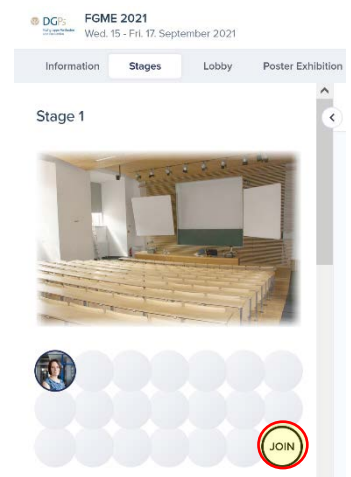 DGPs
FGME 2021
Wed. 15 - Fri. 17. September 2021
Information Stages Lobby Poster Exhibition
Stage 1
JOIN